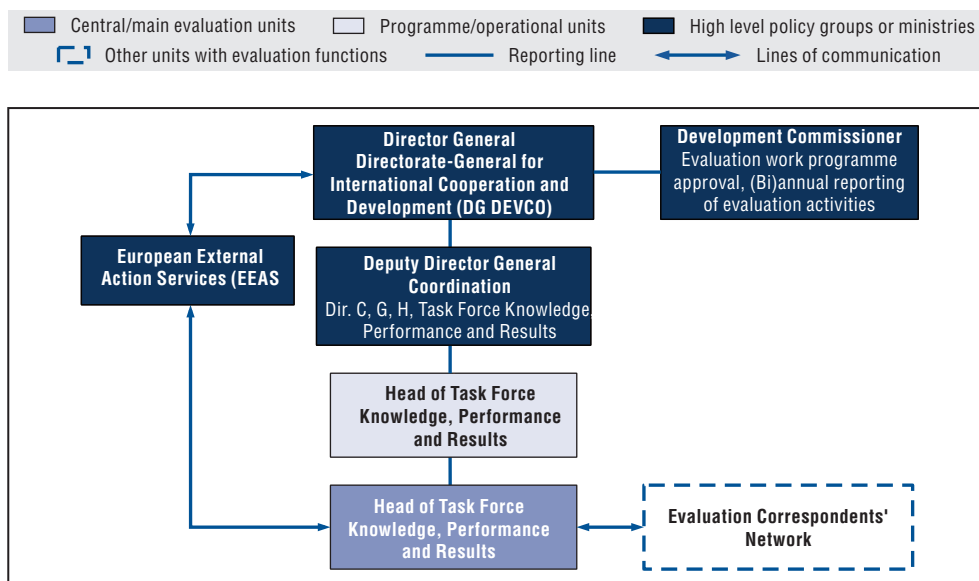 Central/main evaluation units
Programme/operational units
High level policy groups or ministries
Other units with evaluation functions
Reporting line
Lines of communication
Director General
Directorate-General for
International Cooperation and
Development (DG DEVCO)
Development Commissioner
Evaluation work programme
approval, (Bi)annual reporting
of evaluation activities
European External
Action Services (EEAS
Deputy Director General
Coordination
Dir. C, G, H, Task Force Knowledge,
Performance and Results
Head of Task Force
Knowledge, Performance
and Results
Head of Task Force
Knowledge, Performance
and Results
Evaluation Correspondents'
Network